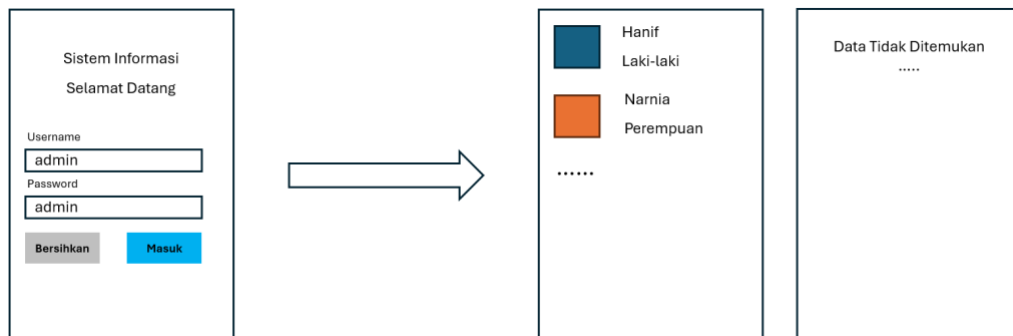 Sistem Informasi
Selamat Datang
Username
admin
Password
admin
Bersihkan
Masuk
Hanif
Laki-laki
Narnia
Perempuan
......
Data Tidak Ditemukan
.....